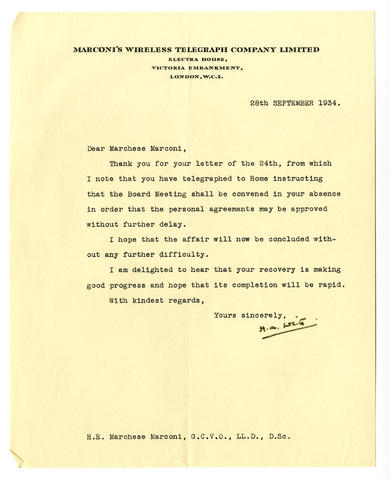 MARCONI'S WIRELESS TELEGRAPH COMPANY LIMITED
ELECTRA HOUSE,
VICTORIA EMBANKMENT,
LONDON, W.C.2.
28th SEPTEMBER 1934.
Dear Marchese Marconi,
Thank you for your letter of the 24th, from which
I note that you have telegraphed to Rome instructing
that the Board Meeting shall be convened in your absence
in order that the personal agreements may be approved
without further delay.
I hope that the affair will now be concluded with-
out any further difficulty.
I am delighted to hear that your recovery is making
good progress and hope that its completion will be rapid.
With kindest regards,
Yours sincerely,
H.A. White
H.E. Marchese Marconi, G.C.V.O., LL.D., D.Sc.